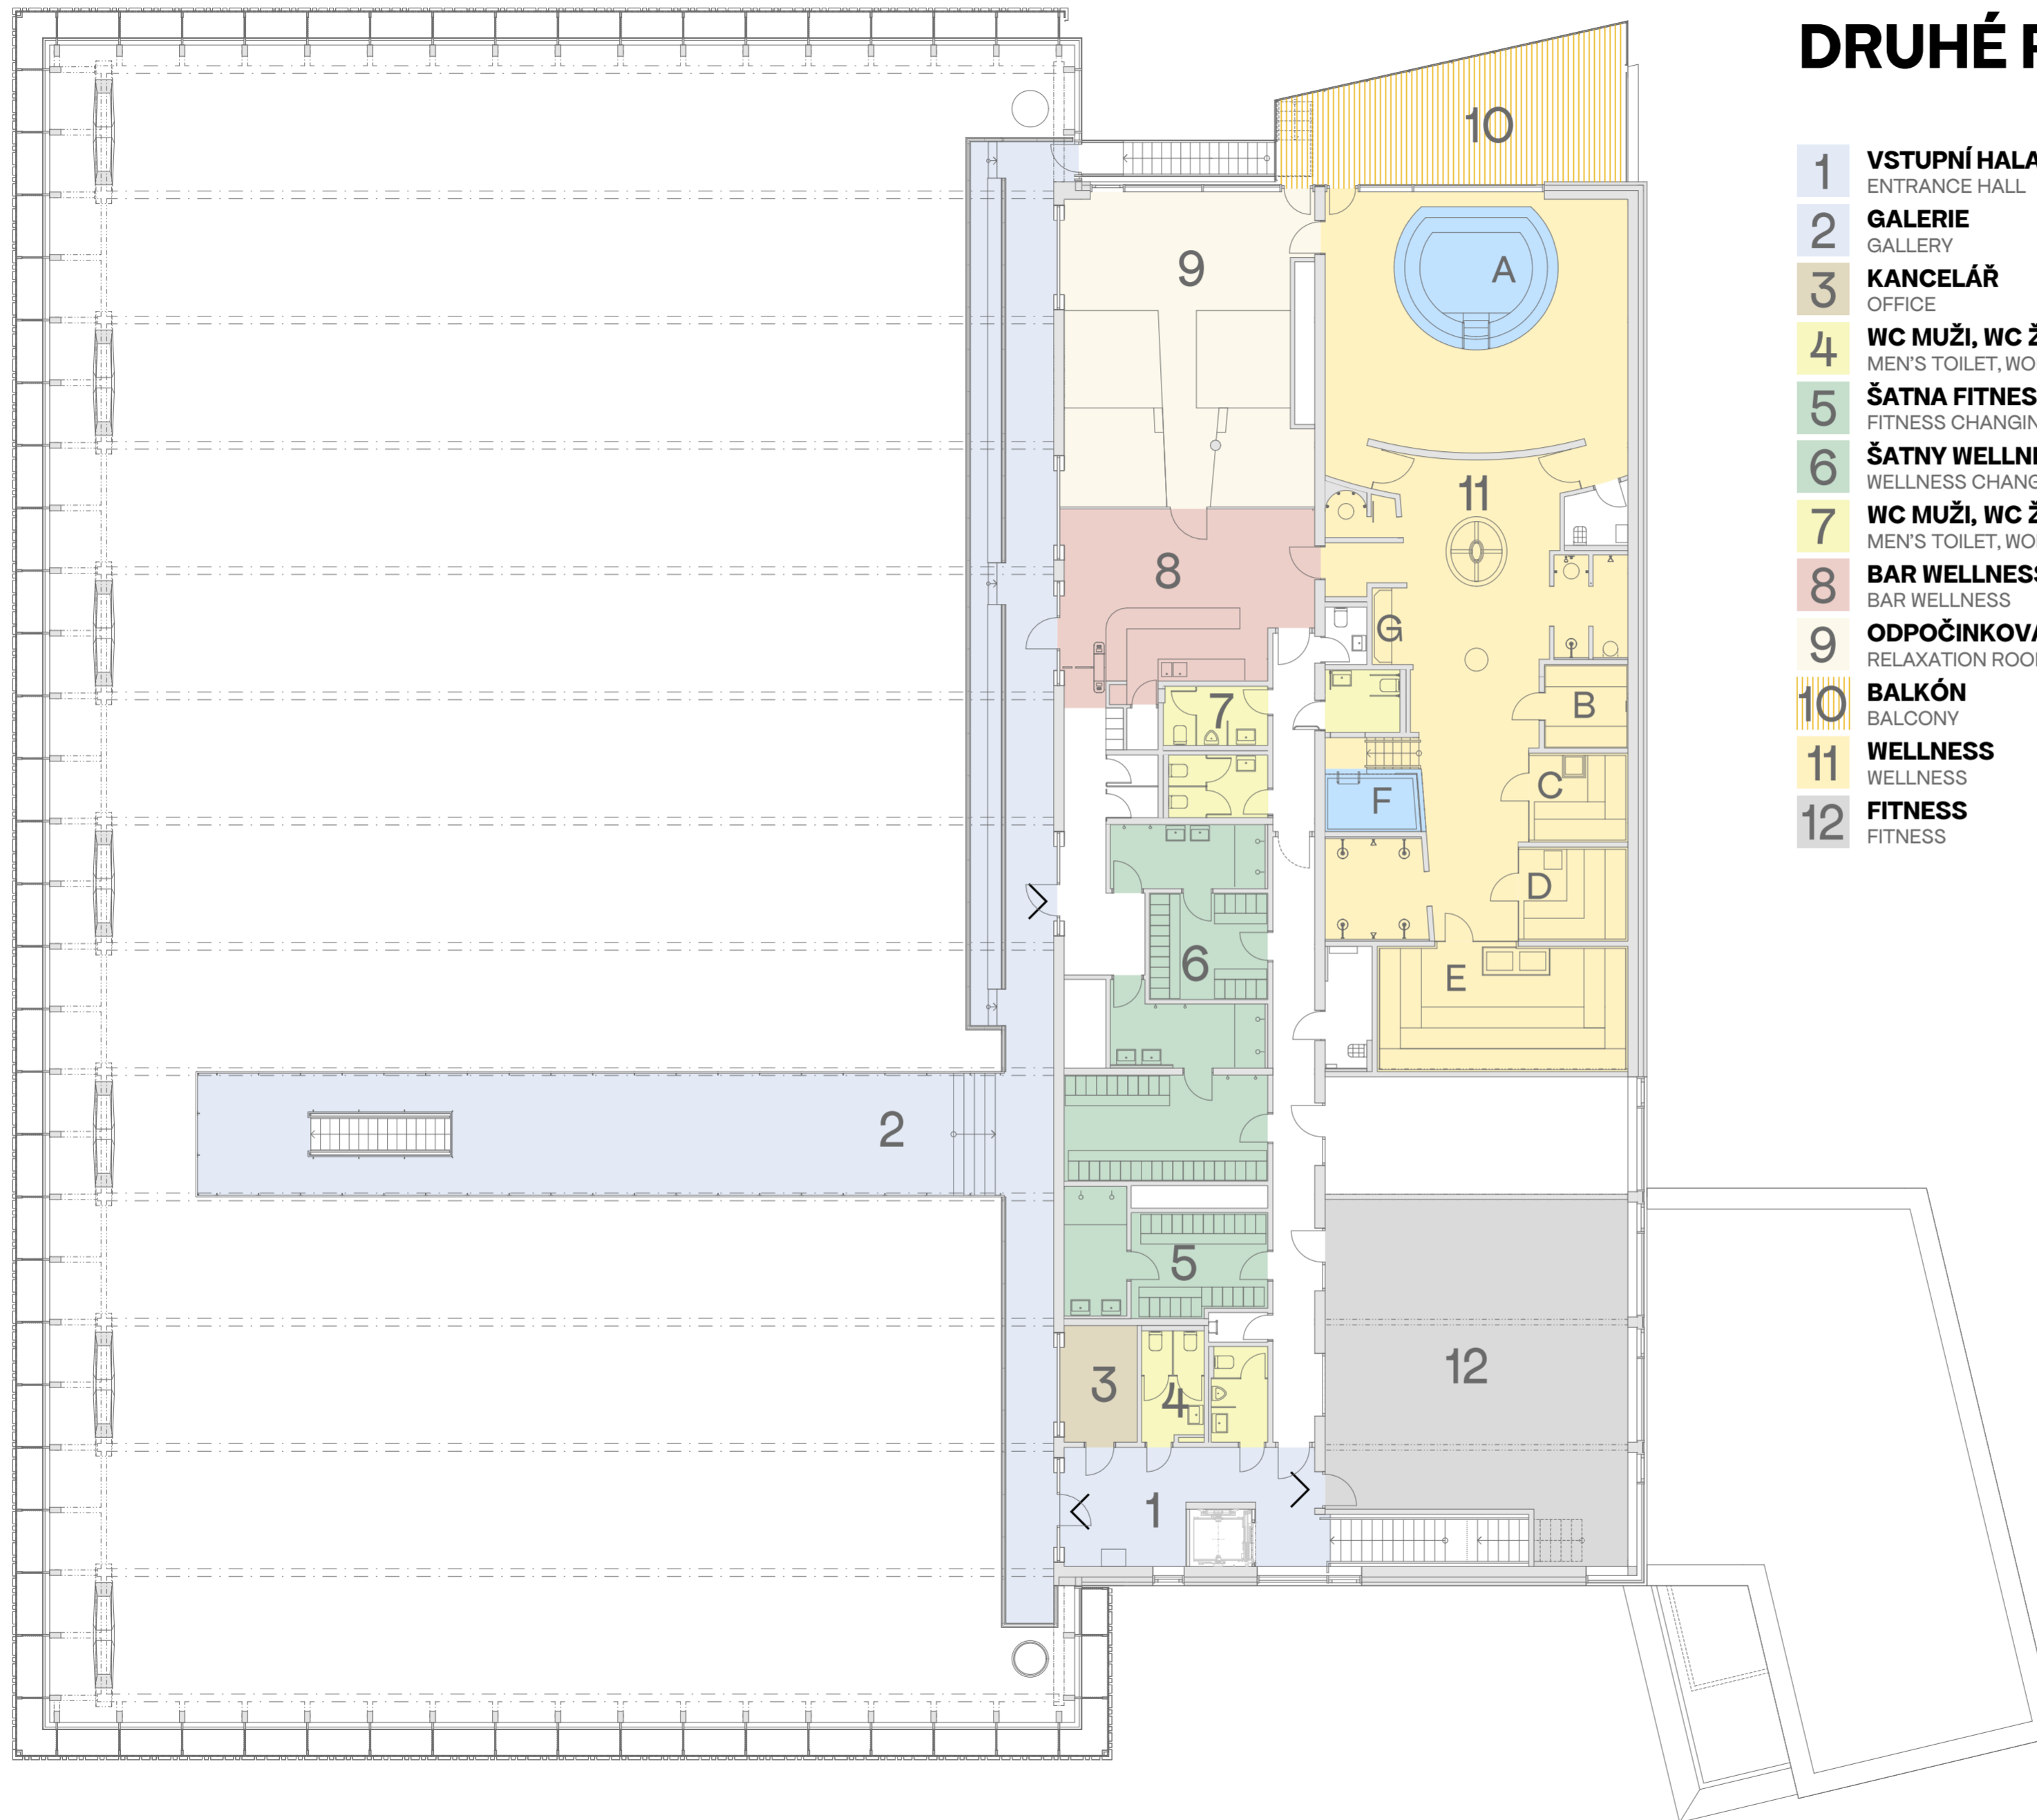 DRUHÉ
1 VSTUPNÍ HALA
ENTRANCE HALL
2 GALERIE
GALLERY
3 KANCELÁŘ
OFFICE
4 WC MUŽI, WC Ž
MEN'S TOILET, WO
5 ŠATNA FITNES
FITNESS CHANGIN
6 ŠATNY WELLN
WELLNESS CHANG
7 WC MUŽI, WC Ž
MEN'S TOILET, WO
8 BAR WELLNESS
BAR WELLNESS
9 ODPOČINKOVÁ
RELAXATION ROO
10 BALKÓN
BALCONY
11 WELLNESS
WELLNESS
12 FITNESS
FITNESS
10
9
A
11
8
G
7
B
C
F
D
6
E
2
5
12
3
4
1